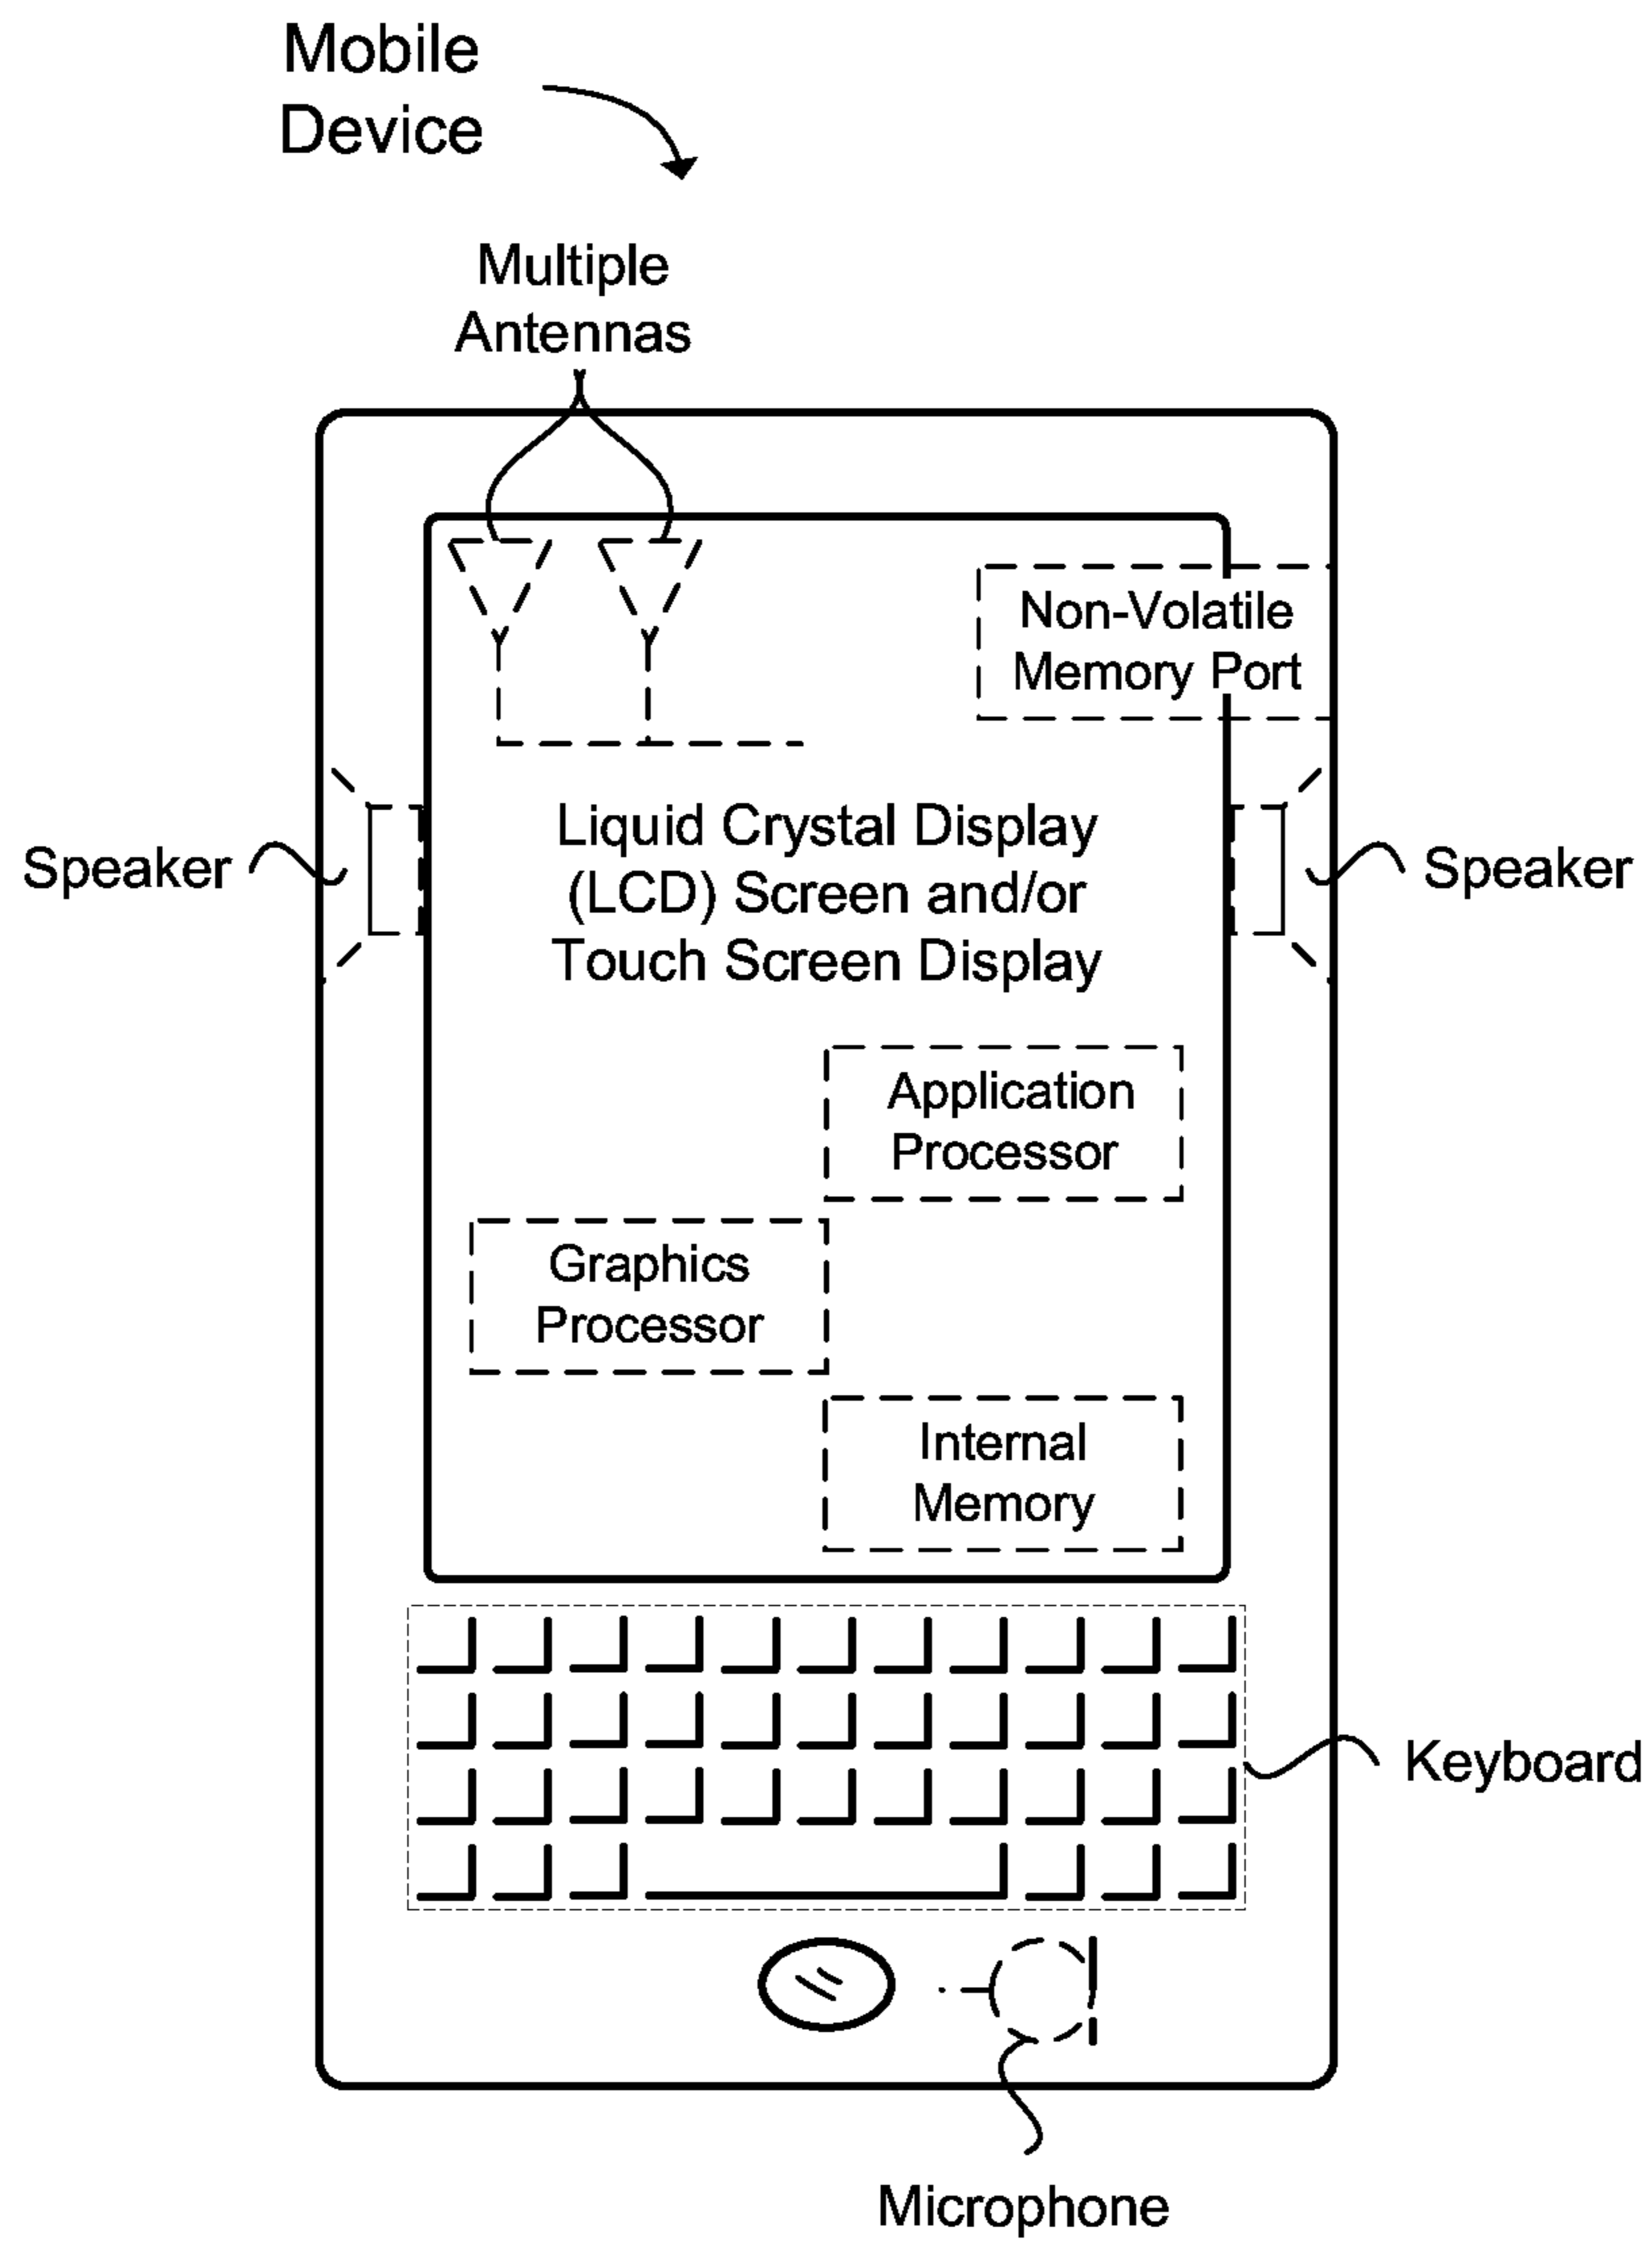 Mobile
Device
Multiple
Antennas
Non-Volatile
Memory Port
Speaker
Liquid Crystal Display
(LCD) Screen and/or
Touch Screen Display
Speaker
Application
Processor
Graphics
Processor
Internal
Memory
Keyboard
Microphone